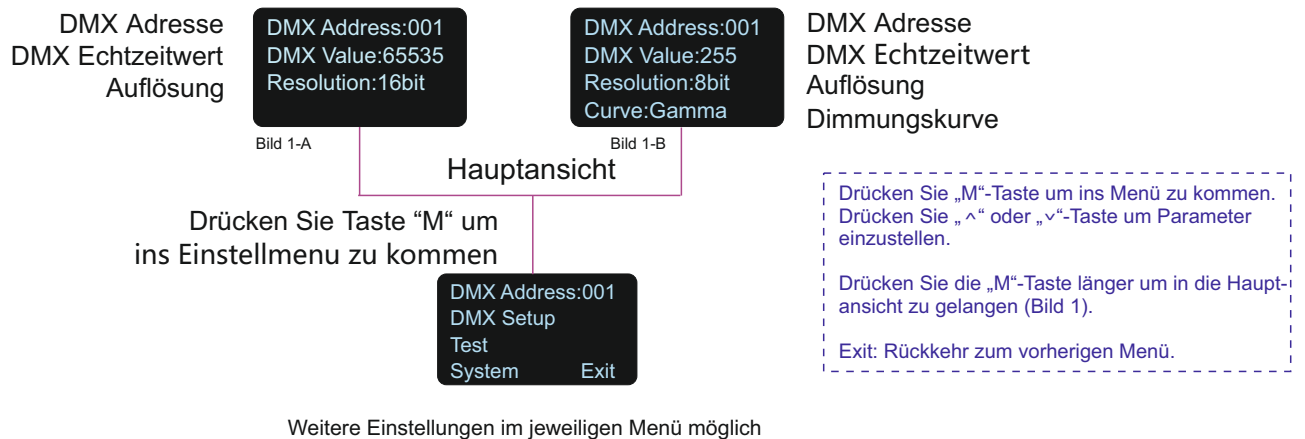 DMX Adresse
DMX Echtzeitwert
Auflösung
DMX Address:001
DMX Value:65535
Resolution:16bit
Bild 1-A
DMX Address:001
DMX Value:255
Resolution:8bit
Curve:Gamma
Bild 1-B
DMX Adresse
DMX Echtzeitwert
Auflösung
Dimmungskurve
Hauptansicht
Drücken Sie Taste “M“ um
ins Einstellmenu zu kommen
DMX Address:001
DMX Setup
Test
System Exit
Drücken Sie „M“-Taste um ins Menü zu kommen.
Drücken Sie „ ^“ oder „˅“-Taste um Parameter
einzustellen.
Drücken Sie die „M“-Taste länger um in die Haupt-
ansicht zu gelangen (Bild 1).
Exit: Rückkehr zum vorherigen Menü.
Weitere Einstellungen im jeweiligen Menü möglich